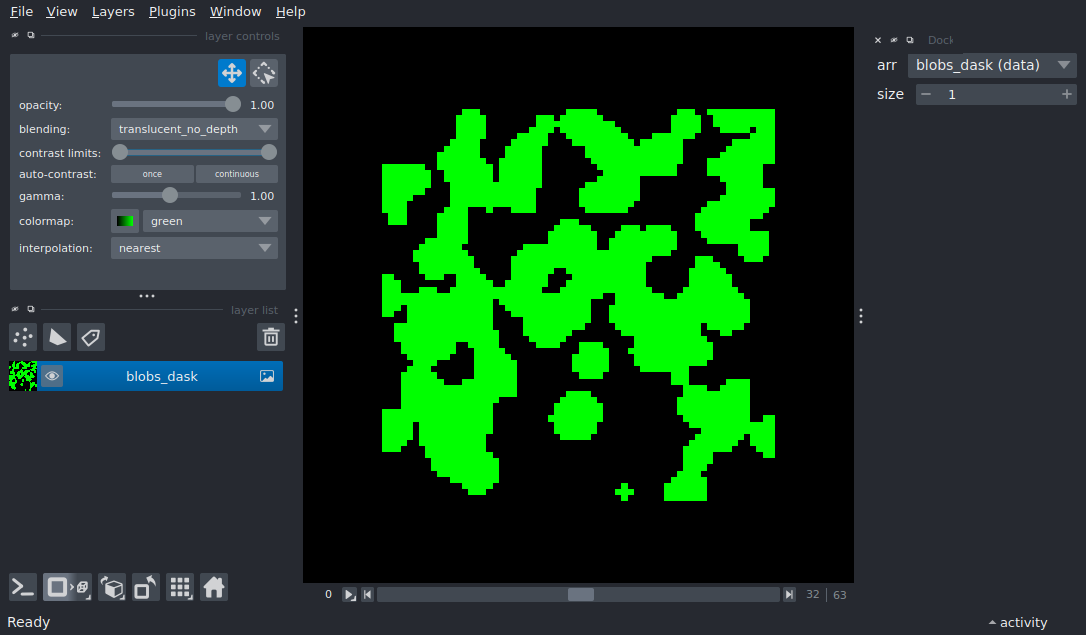 File View Layers Plugins Window Help
layer controls
opacity: 1.00
blending: translucent_no_depth
contrast limits:
auto-contrast: once continuous
gamma: 1.00
colormap: green
interpolation: nearest
layer list
blobs_dask
Dock
arr blobs_dask (data)
size 1
0 32 63
Ready
activity